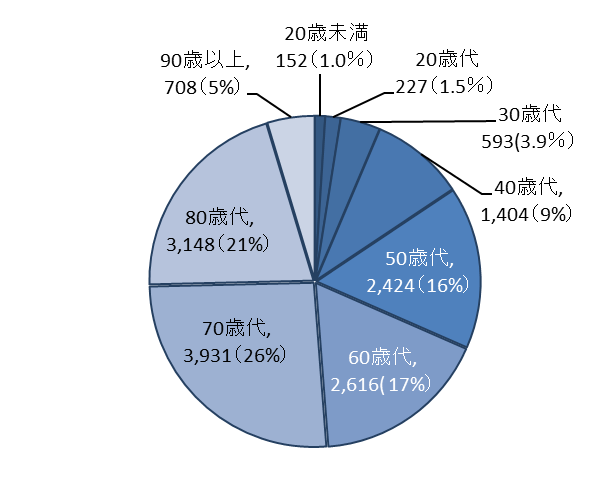 20歳未満
152（1.0％）
20歳代
227（1.5％）
30歳代
593(3.9％）
40歳代,
1,404（9%）
50歳代,
2,424（16%）
60歳代,
2,616( 17%）
70歳代,
3,931（26%）
80歳代,
3,148（21%）
90歳以上,
708（5%）